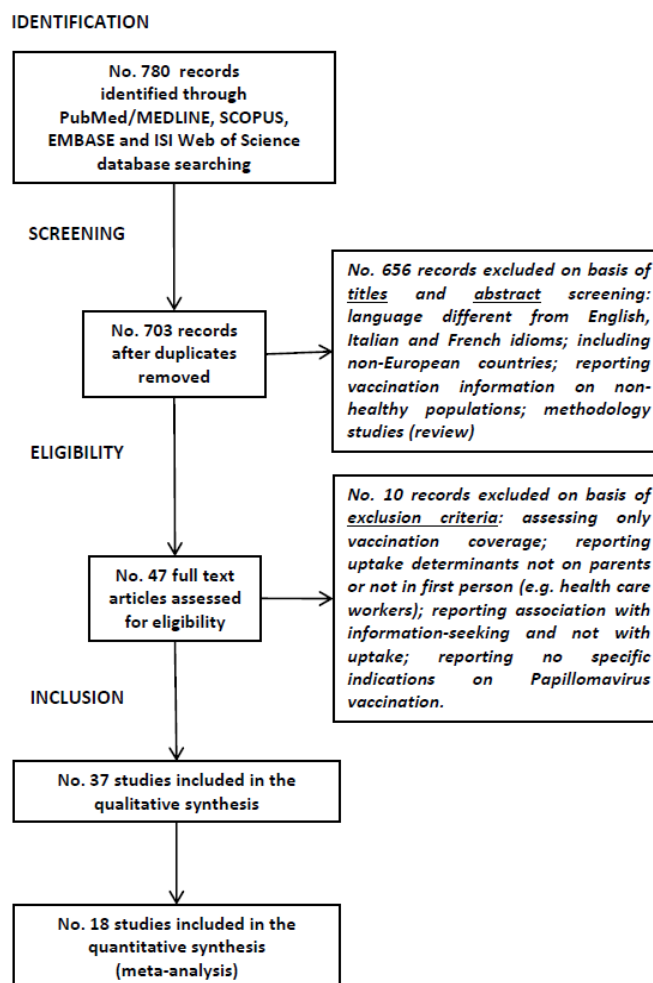 IDENTIFICATION
No. 780 records
identified through
PubMed/MEDLINE, SCOPUS,
EMBASE and ISI Web of Science
database searching
SCREENING
No. 703 records
after duplicates
removed
No. 656 records excluded on basis of
titles and abstract screening:
language different from English,
Italian and French idioms; including
non-European countries; reporting
vaccination information on non-
healthy populations; methodology
studies (review)
ELIGIBILITY
No. 47 full text
articles assessed
for eligibility
No. 10 records excluded on basis of
exclusion criteria: assessing only
vaccination coverage; reporting
uptake determinants not on parents
or not in first person (e.g. health care
workers); reporting association with
information-seeking and not with
uptake; reporting no specific
indications on Papillomavirus
vaccination.
INCLUSION
No. 37 studies included in the
qualitative synthesis
No. 18 studies included in the
quantitative synthesis
(meta-analysis)